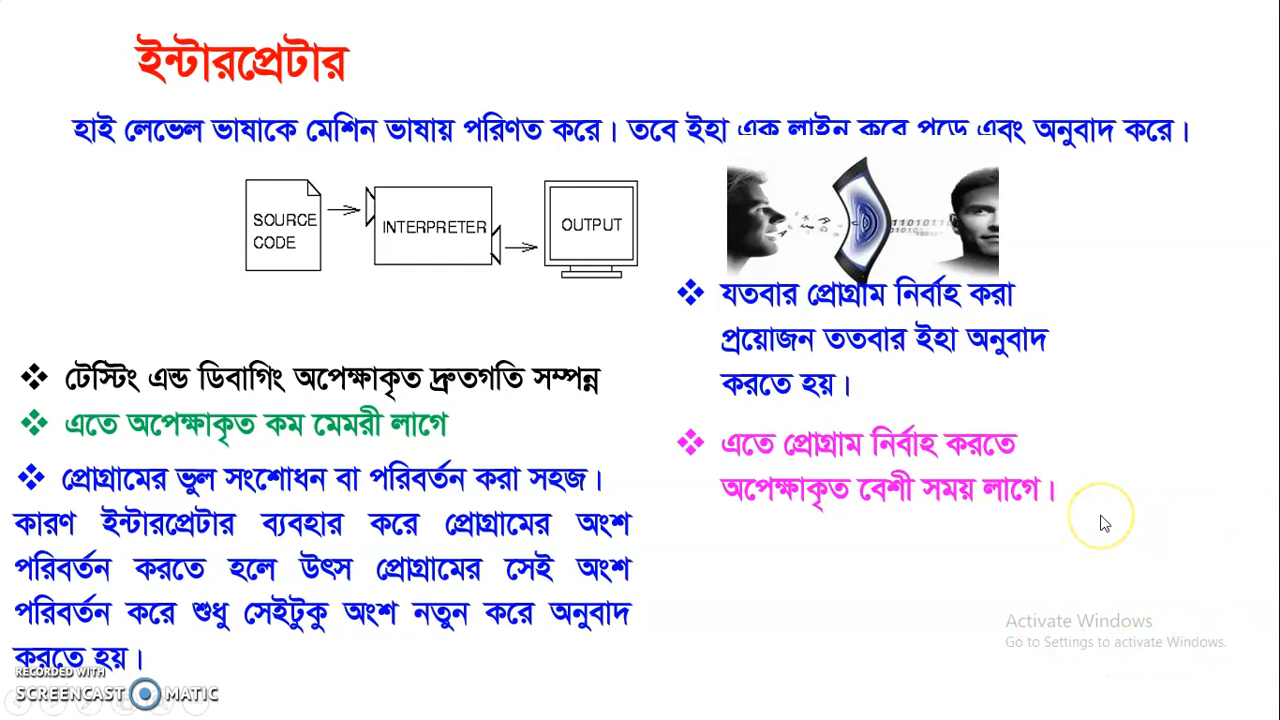 ইন্টারপ্রেটার
হাই লেভেল ভাষাকে মেশিন ভাষায় পরিণত করে। তবে ইহা এক লাইন করে পড়ে এবং অনুবাদ করে।
SOURCE
CODE
INTERPRETER
OUTPUT
যতবার প্রোগ্রাম নির্বাহ করা
প্রয়োজন ততবার ইহা অনুবাদ
করতে হয়।
টেস্টিং এন্ড ডিবাগিং অপেক্ষাকৃত দ্রুতগতি সম্পন্ন
এতে অপেক্ষাকৃত কম মেমরী লাগে
প্রোগ্রামের ভুল সংশোধন বা পরিবর্তন করা সহজ।
কারণ ইন্টারপ্রেটার ব্যবহার করে প্রোগ্রামের অংশ
পরিবর্তন করতে হলে উৎস প্রোগ্রামের সেই অংশ
পরিবর্তন করে শুধু সেইটুকু অংশ নতুন করে অনুবাদ
করতে হয়।
এতে প্রোগ্রাম নির্বাহ করতে
অপেক্ষাকৃত বেশী সময় লাগে।
Activate Windows
Go to Settings to activate Windows.
RECORDED WITH
SCREENCAST MATIC